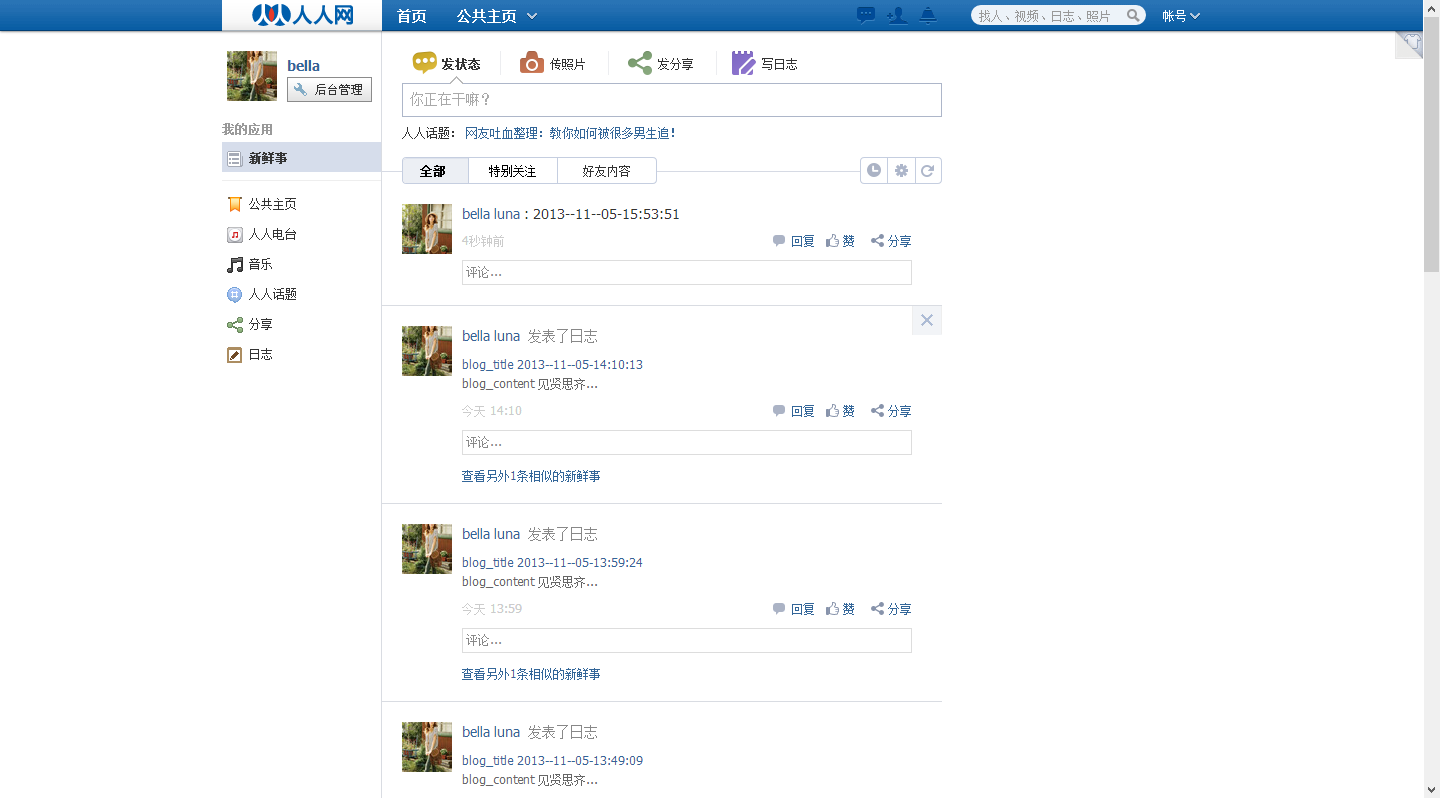 人人网 首页 公共主页 找人、视频、日志、照片 帐号
bella
后台管理
我的应用
新鲜事
公共主页
人人电台
音乐
人人话题
分享
日志
发状态 传照片 发分享 写日志
你正在干嘛？
人人话题： 网友吐血整理：教你如何被很多男生追！
全部 特别关注 好友内容
bella luna : 2013--11--05-15:53:51
4秒钟前 回复 赞 分享
评论...
bella luna 发表了日志
blog_title 2013--11--05-14:10:13
blog_content 见贤思齐...
今天 14:10 回复 赞 分享
评论...
查看另外1条相似的新鲜事
bella luna 发表了日志
blog_title 2013--11--05-13:59:24
blog_content 见贤思齐...
今天 13:59 回复 赞 分享
评论...
查看另外1条相似的新鲜事
bella luna 发表了日志
blog_title 2013--11--05-13:49:09
blog_content 见贤思齐...